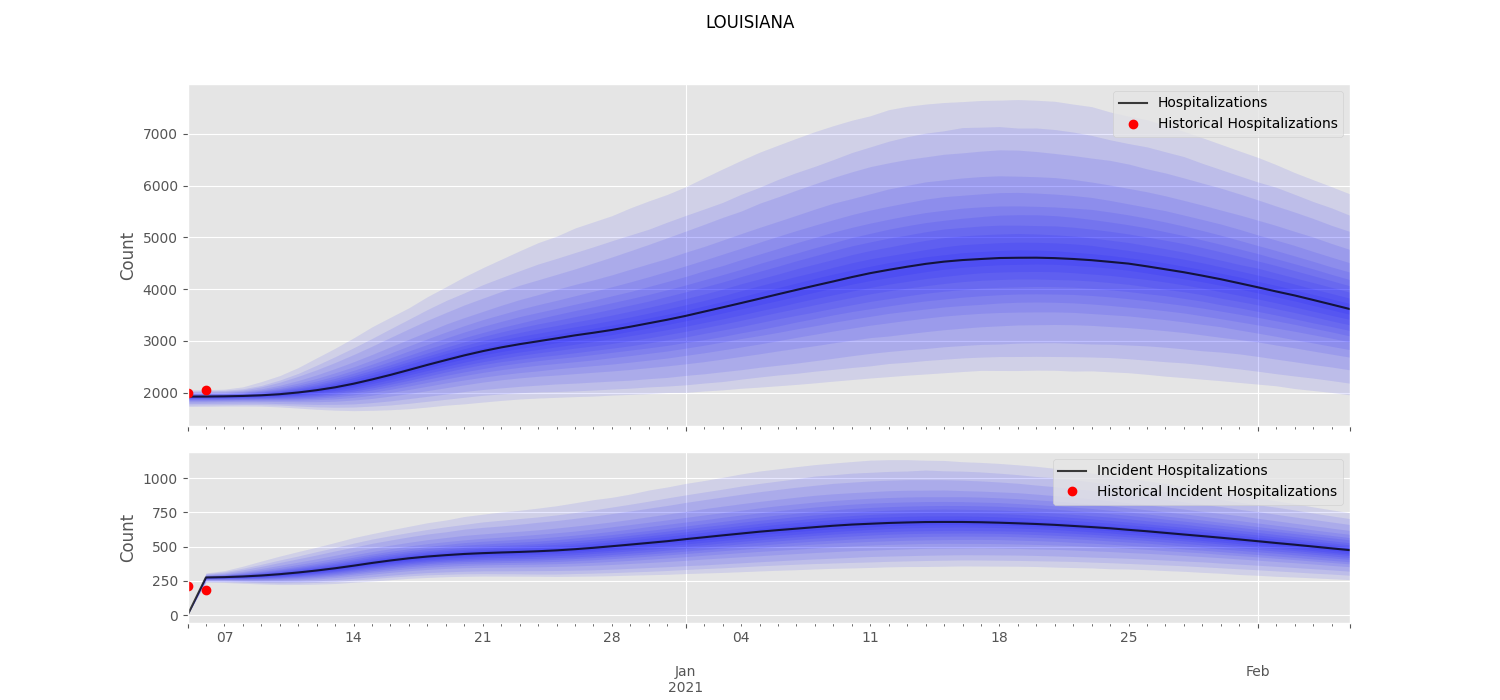 LOUISIANA
Hospitalizations
Historical Hospitalizations
7000
6000
5000
4000
3000
2000
Count
Incident Hospitalizations
Historical Incident Hospitalizations
1000
750
500
250
0
Count
07 14 21 28 04 11 18 25
Jan Feb
2021